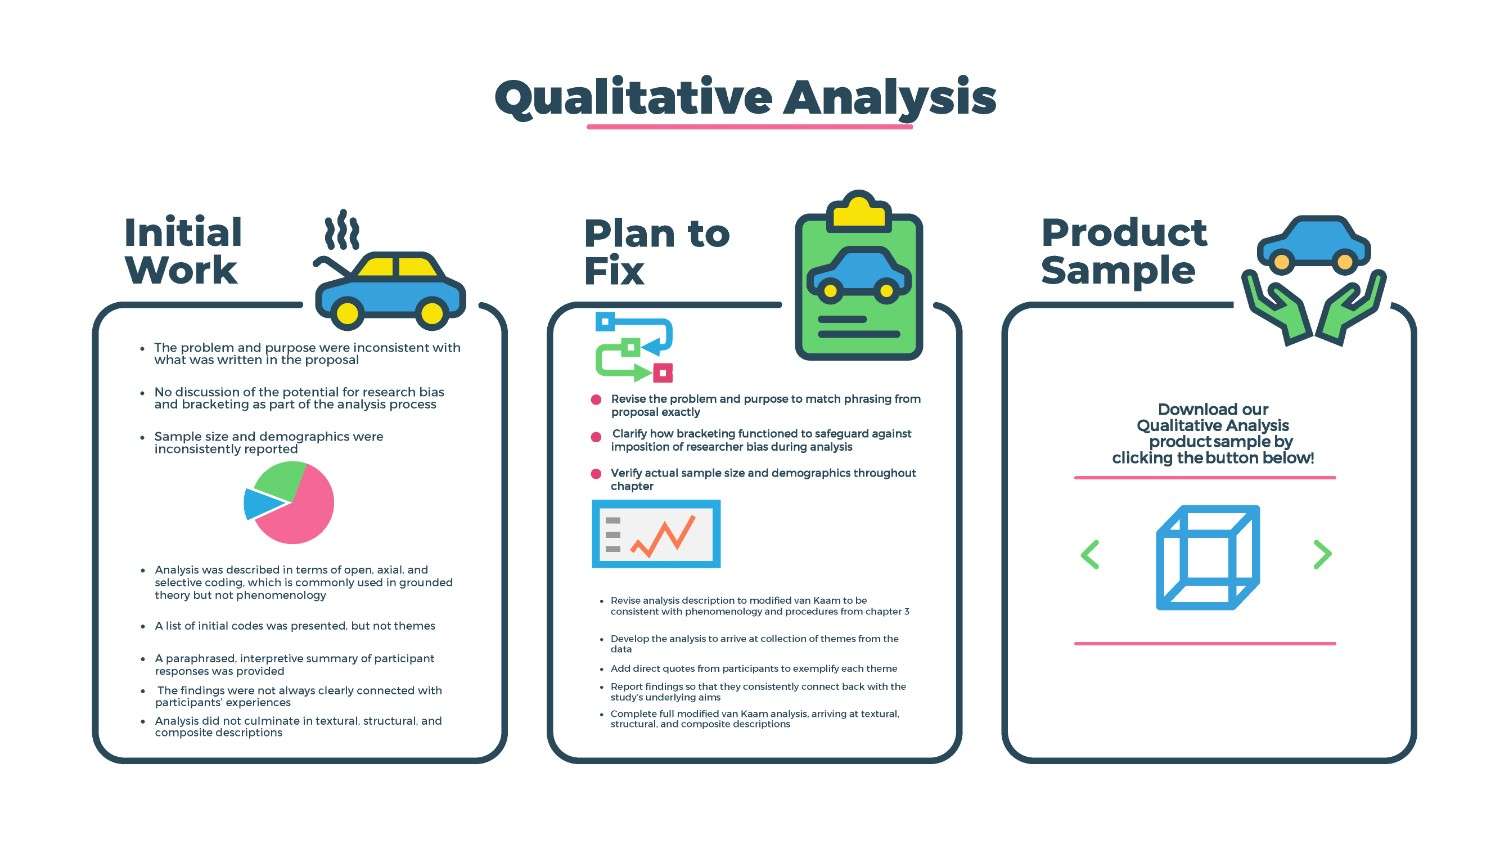 Qualitative Analysis
Initial
Work
• The problem and purpose were inconsistent with
what was written in the proposal
• No discussion of the potential for research bias
and bracketing as part of the analysis process
• Sample size and demographics were
inconsistently reported
• Analysis was described in terms of open, axial, and
selective coding, which is commonly used in grounded
theory but not phenomenology
• A list of initial codes was presented, but not themes
• A paraphrased, interpretive summary of participant
responses was provided
• The findings were not always clearly connected with
participants' experiences
• Analysis did not culminate in textural, structural, and
composite descriptions
Plan to
Fix
Revise the problem and purpose to match phrasing from
proposal exactly
Clarify how bracketing functioned to safeguard against
imposition of researcher bias during analysis
Verify actual sample size and demographics throughout
chapter
• Revise analysis description to modified van Kaam to be
consistent with phenomenology and procedures from chapter 3
• Develop the analysis to arrive at collection of themes from the
data
• Add direct quotes from participants to exemplify each theme
• Report findings so that they consistently connect back with the
study's underlying aims
• Complete full modified van Kaam analysis, arriving at textural,
structural, and composite descriptions
Product
Sample
Download our
Qualitative Analysis
product sample by
clicking the button below!